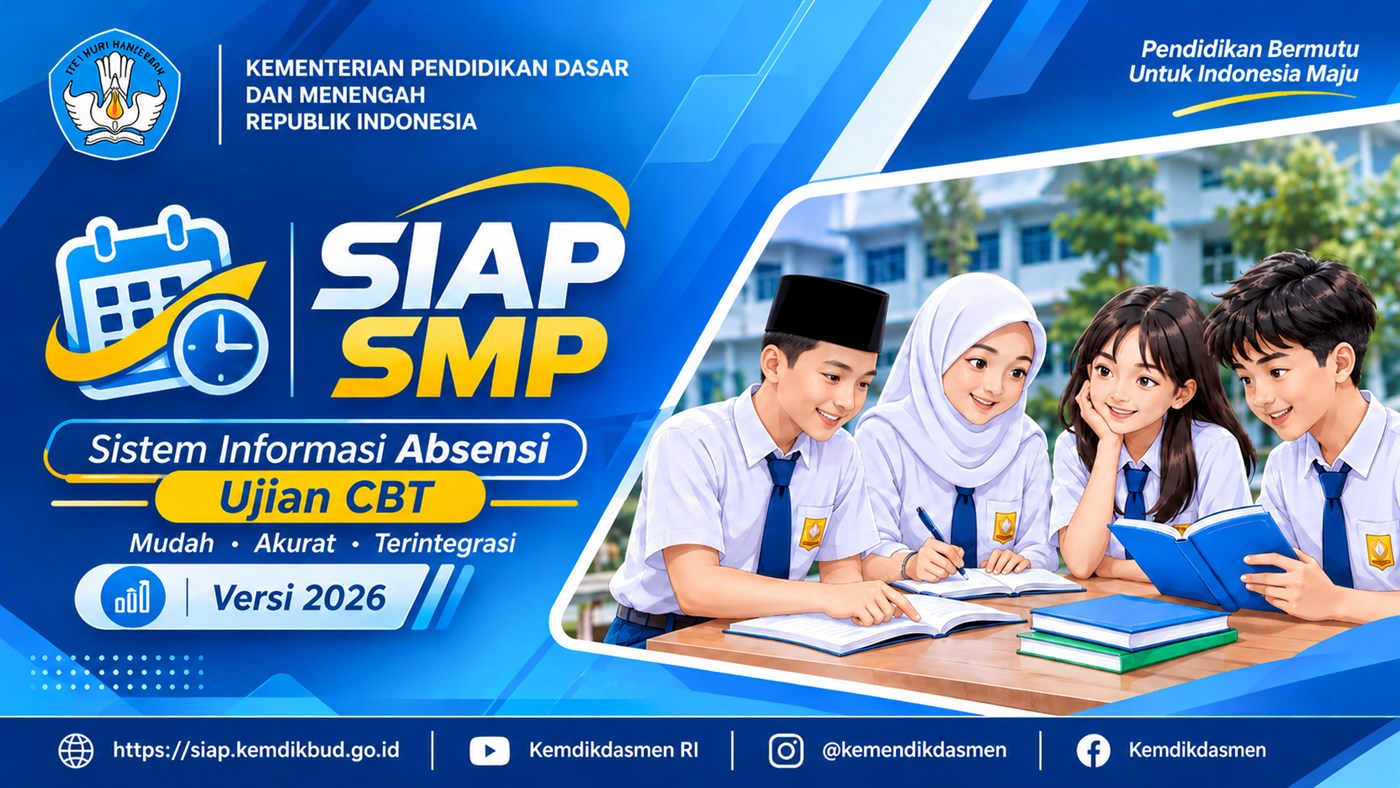 TUT WURI HANDAYANI
KEMENTERIAN PENDIDIKAN DASAR
DAN MENENGAH
REPUBLIK INDONESIA
Pendidikan Bermutu
Untuk Indonesia Maju
SIAP
SMP
Sistem Informasi Absensi
Ujian CBT
Mudah • Akurat • Terintegrasi
Versi 2026
https://siap.kemdikbud.go.id
Kemdikdasmen RI
@kemendikdasmen
Kemdikdasmen